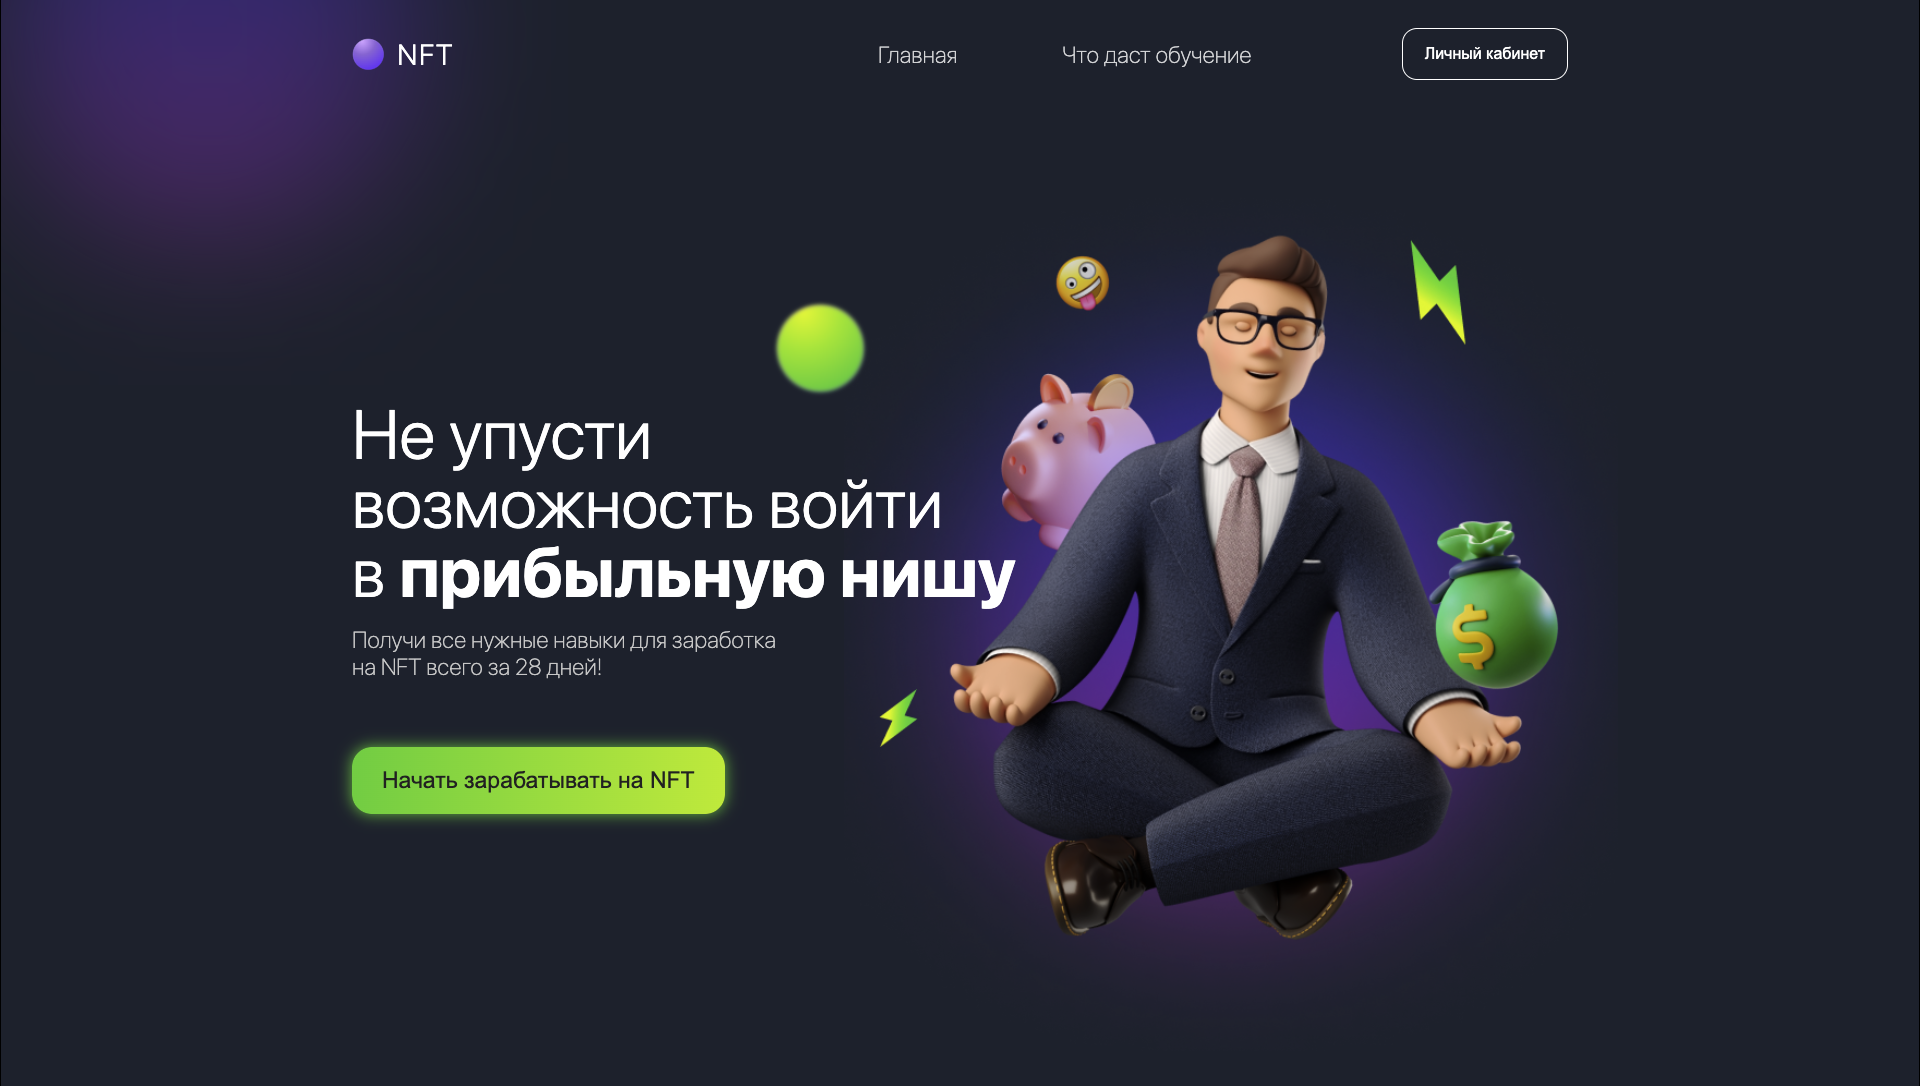 NFT
Главная
Что даст обучение
Личный кабинет
Не упусти
возможность войти
в прибыльную нишу
Получи все нужные навыки для заработка
на NFT всего за 28 дней!
Начать зарабатывать на NFT
$